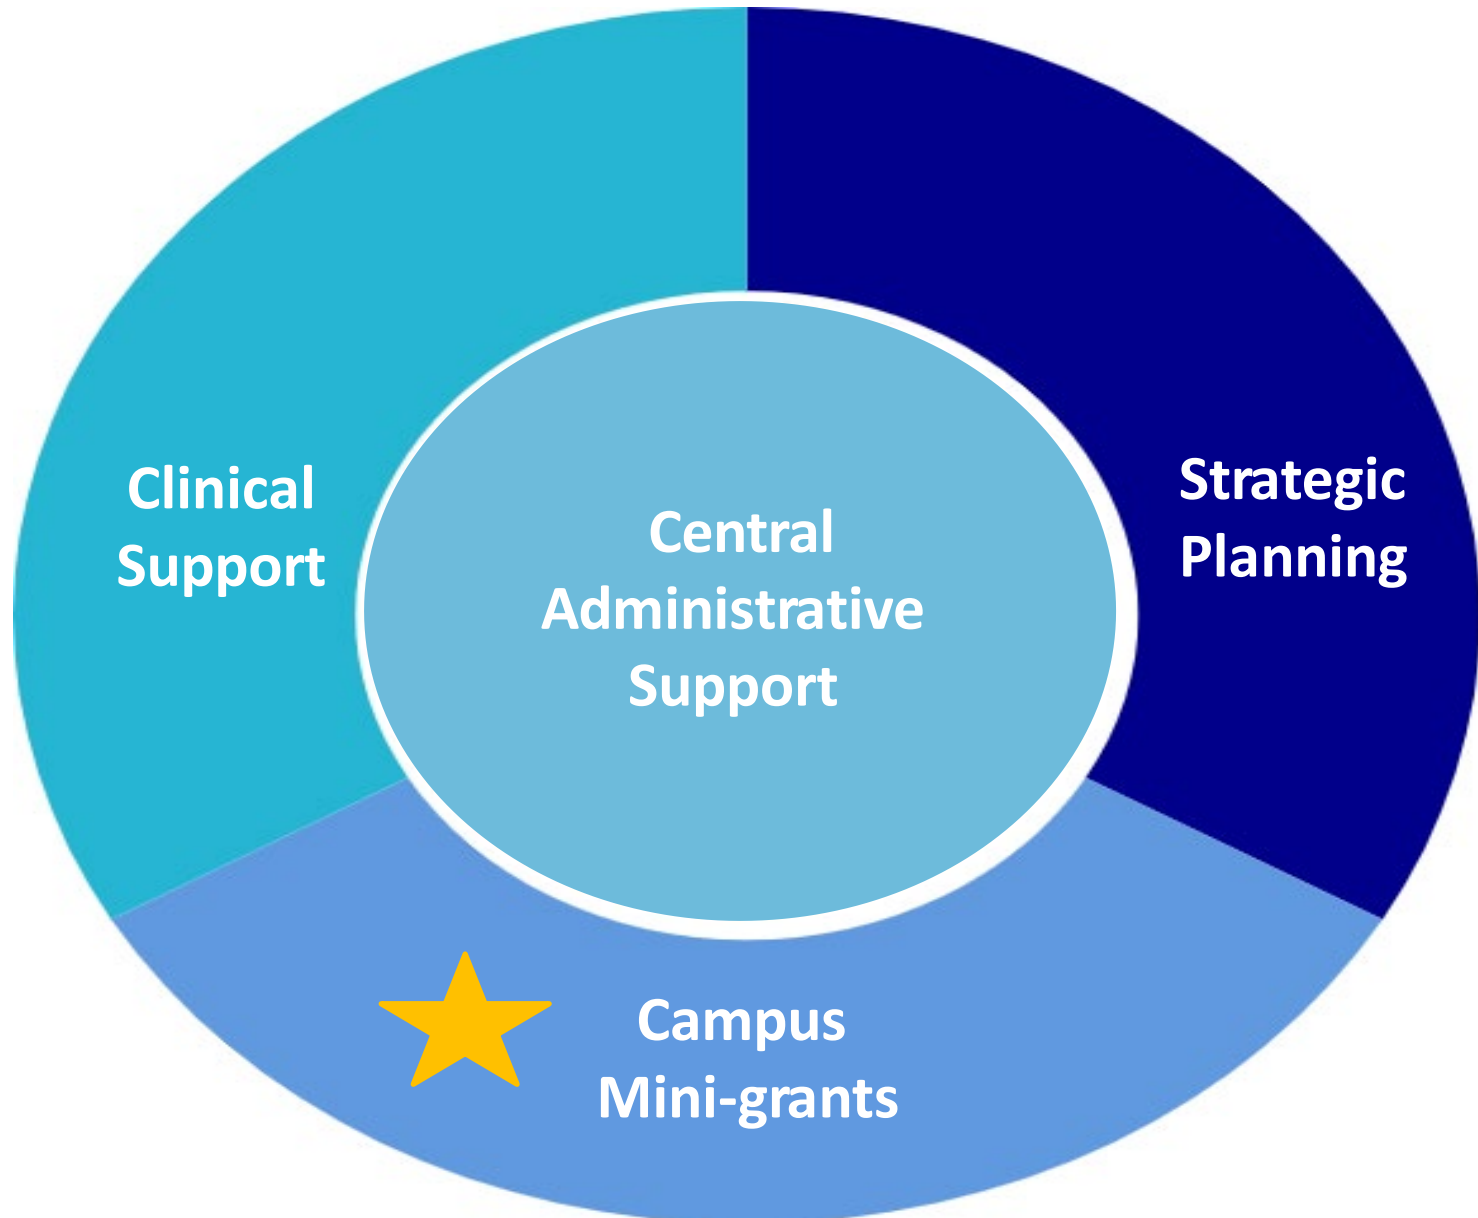 Clinical
Support
Strategic
Planning
Central
Administrative
Support
Campus
Mini-grants